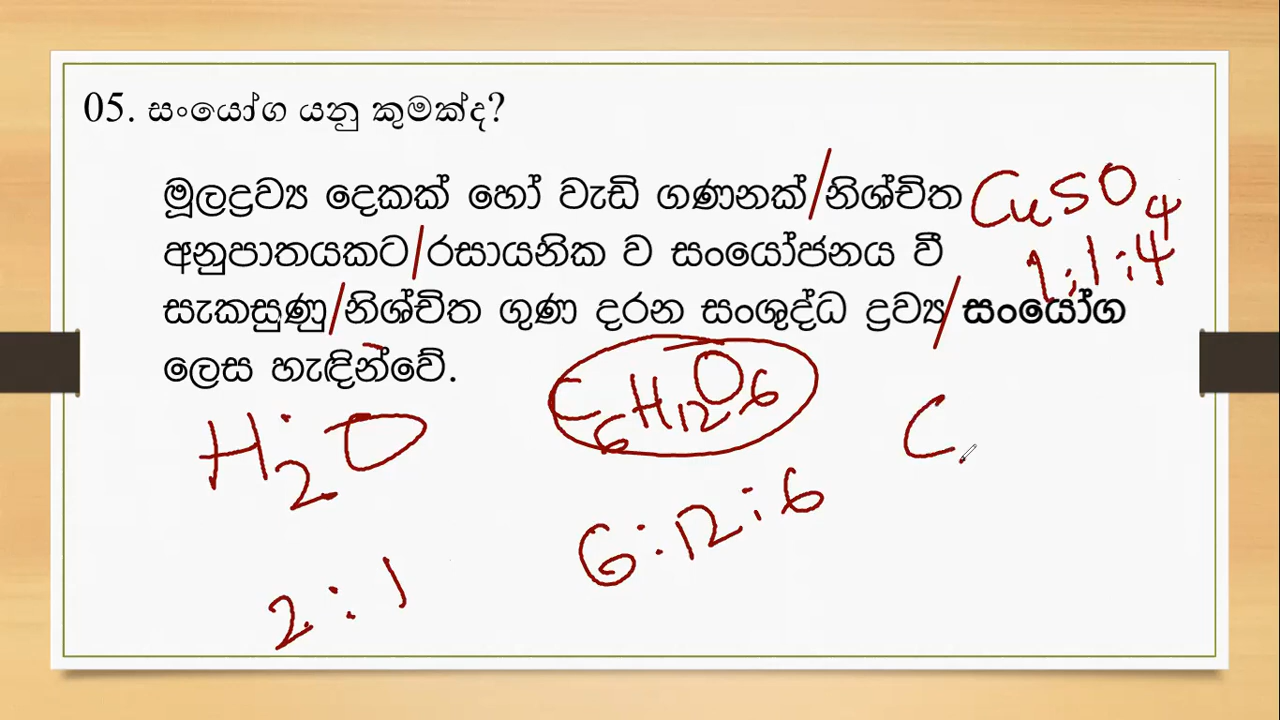 05. සංයෝග යනු කුමක්ද?
මූලද්‍රව්‍ය දෙකක් හෝ වැඩි ගණනක්/නිශ්චිත
CuSO4
අනුපාතයකට/රසායනික ව සංයෝජනය වී
1:1:4
සැකසුණු/නිශ්චිත ගුණ දරන සංශුද්ධ ද්‍රව්‍ය/සංයෝග
ලෙස හැඳින්වේ.
H2O
C6H12O6
C
6:12:6
2:1